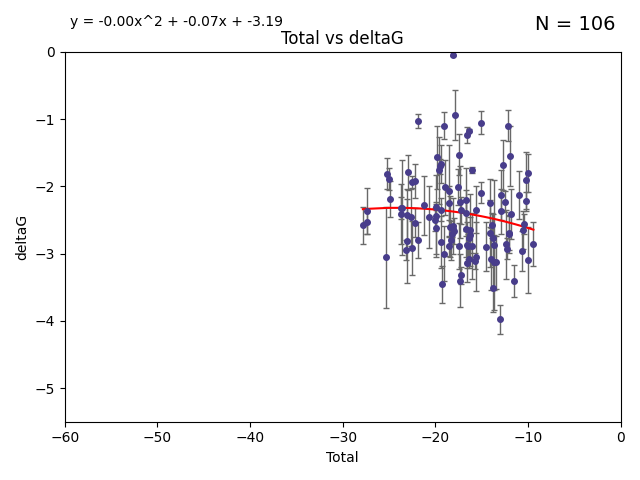 y = -0.00x^2 + -0.07x + -3.19
N = 106
Total vs deltaG
0
−1
−2
−3
−4
−5
deltaG
−60 −50 −40 −30 −20 −10 0
Total